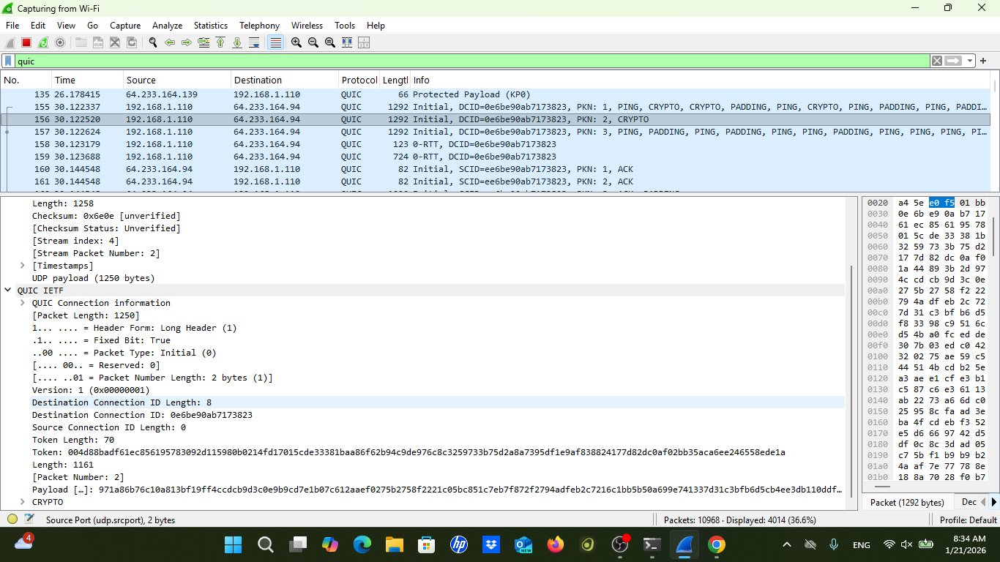 Capturing from Wi-Fi
File Edit View Go Capture Analyze Statistics Telephony Wireless Tools Help
quic
No. Time Source Destination Protocol Lengtl Info
135 26.178415 64.233.164.139 192.168.1.110 QUIC 66 Protected Payload (KP0)
155 30.122337 192.168.1.110 64.233.164.94 QUIC 1292 Initial, DCID=0e6be90ab7173823, PKN: 1, PING, CRYPTO, CRYPTO, PADDING, PING, CRYPTO, PING, PADDING, PING, PADDI…
156 30.122520 192.168.1.110 64.233.164.94 QUIC 1292 Initial, DCID=0e6be90ab7173823, PKN: 2, CRYPTO
157 30.122624 192.168.1.110 64.233.164.94 QUIC 1292 Initial, DCID=0e6be90ab7173823, PKN: 3, PING, PADDING, PING, PADDING, PING, PING, PADDING, PING, PING, PING, PI…
158 30.123179 192.168.1.110 64.233.164.94 QUIC 123 0-RTT, DCID=0e6be90ab7173823
159 30.123688 192.168.1.110 64.233.164.94 QUIC 724 0-RTT, DCID=0e6be90ab7173823
160 30.144548 64.233.164.94 192.168.1.110 QUIC 82 Initial, SCID=ee6be90ab7173823, PKN: 1, ACK
161 30.144548 64.233.164.94 192.168.1.110 QUIC 82 Initial, SCID=ee6be90ab7173823, PKN: 2, ACK
Length: 1258
Checksum: 0x6e0e [unverified]
[Checksum Status: Unverified]
[Stream index: 4]
[Stream Packet Number: 2]
[Timestamps]
UDP payload (1250 bytes)
QUIC IETF
QUIC Connection information
[Packet Length: 1250]
1... .... = Header Form: Long Header (1)
.1.. .... = Fixed Bit: True
..00 .... = Packet Type: Initial (0)
[.... 00.. = Reserved: 0]
[.... ..01 = Packet Number Length: 2 bytes (1)]
Version: 1 (0x00000001)
Destination Connection ID Length: 8
Destination Connection ID: 0e6be90ab7173823
Source Connection ID Length: 0
Token Length: 70
Token: 004d88badf61ec856195783092d115980b0214fd17015cde33381baa86f62b94c9de976c8c3259733b75d2a8a7395df1e9af838824177d82dc0af02bb35aca6ee246558ede1a
Length: 1161
[Packet Number: 2]
Payload […]: 971a86b76c10a813bf19ff4ccdcb9d3c0e9b9cd7e1b07c612aaef0275b2758f2221c05bc851c7eb7f872f2794adfeb2c7216c1bb5b50a699e741337d31c3bfb6d5cb4ee3db110ddf…
CRYPTO
0020 a4 5e e0 f5 01 bb
0030 0e 6b e9 0a b7 17
0040 61 ec 85 61 95 78
0050 01 5c de 33 38 1b
0060 32 59 73 3b 75 d2
0070 17 7d 82 dc 0a f0
0080 1a 44 89 3b 2d 97
0090 4c cd cb 9d 3c 0e
00a0 27 5b 27 58 f2 22
00b0 79 4a df eb 2c 72
00c0 7d 31 c3 bf b6 d5
00d0 f8 33 98 c9 51 6c
00e0 d5 4b a0 fc ed de
00f0 30 7b 03 ed c0 42
0100 32 02 75 ae 59 c5
0110 44 51 4b cd b2 5e
0120 a3 ae e1 cf e3 b1
0130 c5 87 c6 e3 61 13
0140 ab 22 73 a6 6d c0
0150 25 95 8c fa ad 3e
0160 ba 4f cd eb f3 52
0170 e5 d6 66 97 42 d5
0180 df 0c 8c 3d ad 05
0190 c7 5b f1 b9 b9 b2
01a0 4a af 7e 77 78 8e
01b0 18 8a 70 28 f0 b7
Packet (1292 bytes) Dec
Source Port (udp.srcport), 2 bytes Packets: 10968 · Displayed: 4014 (36.6%) Profile: Default
4
hp
NEW
ENG
8:34 AM
1/21/2026